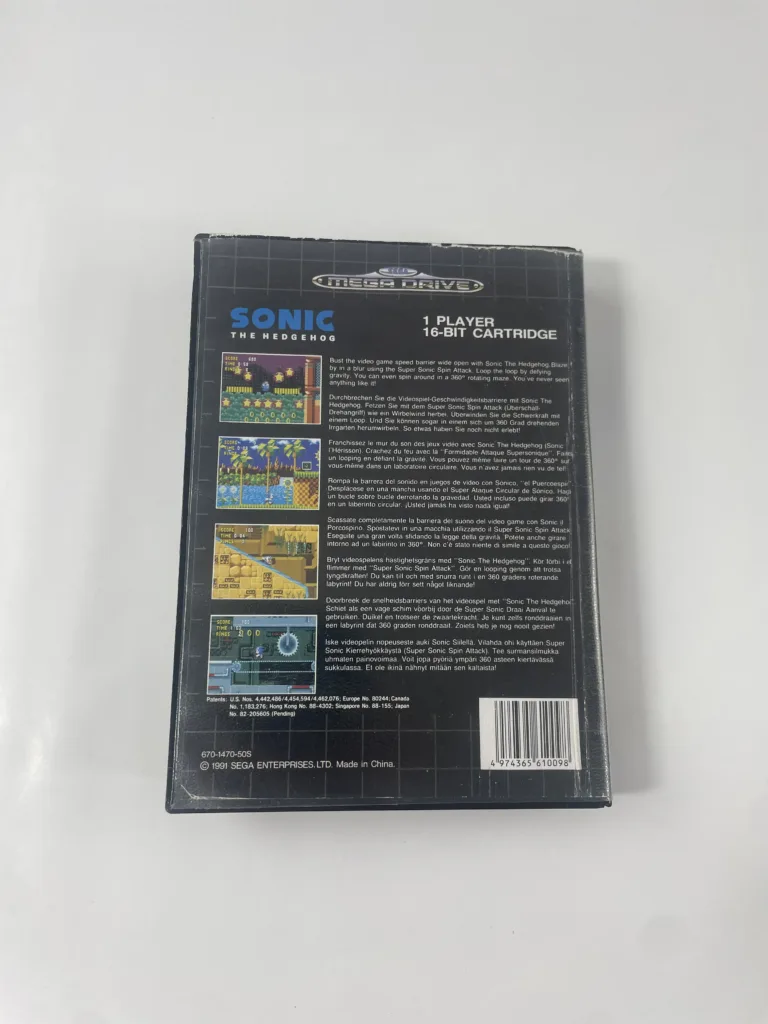 SEGA
MEGA DRIVE
SONIC
THE HEDGEHOG
1 PLAYER
16-BIT CARTRIDGE
Bust the video game speed barrier wide open with Sonic The Hedgehog. Blaze
by in a blur using the Super Sonic Spin Attack. Loop the loop by defying
gravity. You can even spin around in a 360° rotating maze. You've never seen
anything like it!
Durchbrechen Sie die Videospiel-Geschwindigkeitsbarriere mit Sonic The
Hedgehog. Fetzen Sie mit dem Super Sonic Spin Attack (Überschall-
Drehangriff) wie ein Wirbelwind herbei. Überwinden Sie die Schwerkraft mit
einem Loop. Und Sie können sogar in einem sich um 360 Grad drehenden
Irrgarten herumwirbeln. So etwas haben Sie noch nicht erlebt!
Franchissez le mur du son des jeux vidéo avec Sonic The Hedgehog (Sonic
l'Hérisson). Crachez du feu avec la "Formidable Attaque Supersonique". Faites
un looping en défiant la gravité. Vous pouvez même faire un tour de 360° sur
vous-même dans un laboratoire circulaire. Vous n'avez jamais rien vu de tel!
Rompa la barrera del sonido en juegos de video con Sonico, "el Puercoespín"
Desplácese en una mancha usando el Super Ataque Circular de Sónico. Haga
un bucle sobre bucle derrotando la gravedad. Usted incluso puede girar 360°
en un laberinto circular. ¡Usted jamás ha visto nada igual!
Scassate completamente la barriera del suono del video game con Sonic il
Porcospino. Spostatevi in una macchia utilizzando il Super Sonic Spin Attack
Eseguite una gran volta sfidando la legge della gravità. Potete anche girare
intorno ad un labirinto in 360°. Non c'è stato niente di simile a questo gioco!
Bryt videospelens hastighetsgräns med "Sonic The Hedgehog". Kör förbi i ett
flimmer med "Super Sonic Spin Attack". Gör en looping genom att trotsa
tyngdkraften! Du kan till och med snurra runt i en 360 graders roterande
labyrint! Du har aldrig förr sett något liknande!
Doorbreek de snelheidsbarriers van het videospel met "Sonic The Hedgehog"
Schiet als een vage schim voorbij door de Super Sonic Draai Aanval te
gebruiken. Duikel en trotseer de zwaartekracht. Je kunt zelfs ronddraaien in
een labyrint dat 360 graden ronddraait. Zoiets heb je nog nooit gezien!
Iske videopelin nopeuseste auki Sonic Siilellä. Vilahda ohi käyttäen Super
Sonic Kierrehyökkäystä (Super Sonic Spin Attack). Tee surmansilmukka
uhmaten painovoimaa. Voit jopa pyöriä ympäri 360 asteen kiertävässä
sukkulassa. Et ole ikinä nähnyt mitään sen kaltaista!
Patents: U.S. Nos. 4,442,486/4,454,594/4,462,076; Europe No. 80244; Canada
No. 1,183,276; Hong Kong No. 88-4302; Singapore No. 88-155; Japan
No. 82-205605 (Pending)
670-1470-50S
© 1991 SEGA ENTERPRISES, LTD. Made in China.
4 974365 610098